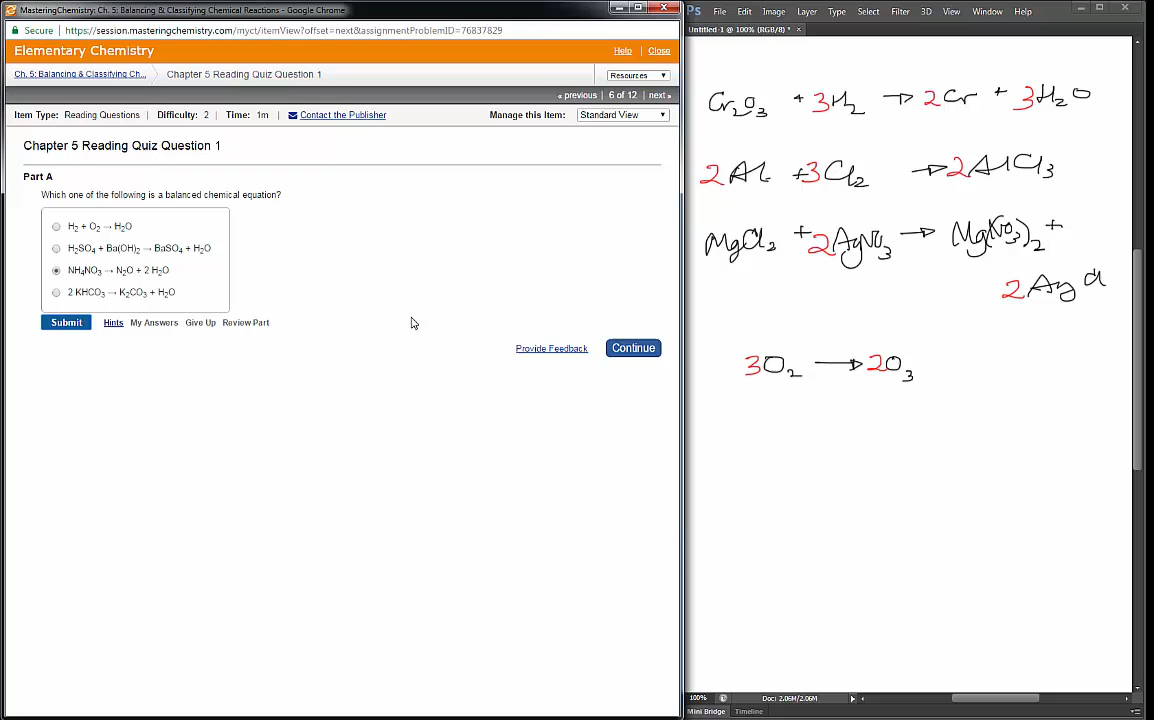 MasteringChemistry: Ch. 5: Balancing & Classifying Chemical Reactions - Google Chrome
Secure https://session.masteringchemistry.com/myct/itemView?offset=next&assignmentProblemID=76837829
Elementary Chemistry Help Close
Ch. 5: Balancing & Classifying Ch... Chapter 5 Reading Quiz Question 1 Resources
« previous 6 of 12 next »
Item Type: Reading Questions Difficulty: 2 Time: 1m Contact the Publisher Manage this Item: Standard View
Chapter 5 Reading Quiz Question 1
Part A
Which one of the following is a balanced chemical equation?
H₂ + O₂ → H₂O
H₂SO₄ + Ba(OH)₂ → BaSO₄ + H₂O
NH₄NO₃ → N₂O + 2 H₂O
2 KHCO₃ → K₂CO₃ + H₂O
Submit Hints My Answers Give Up Review Part
Provide Feedback Continue
Ps File Edit Image Layer Type Select Filter 3D View Window Help
Untitled-1 @ 100% (RGB/8) * ×
Cr₂O₃ + 3H₂ → 2Cr + 3H₂O
2Al + 3Cl₂ → 2AlCl₃
MgCl₂ + 2AgNO₃ → Mg(NO₃)₂ +
2AgCl
3O₂ → 2O₃
100% Doc: 2.06M/2.06M
Mini Bridge Timeline